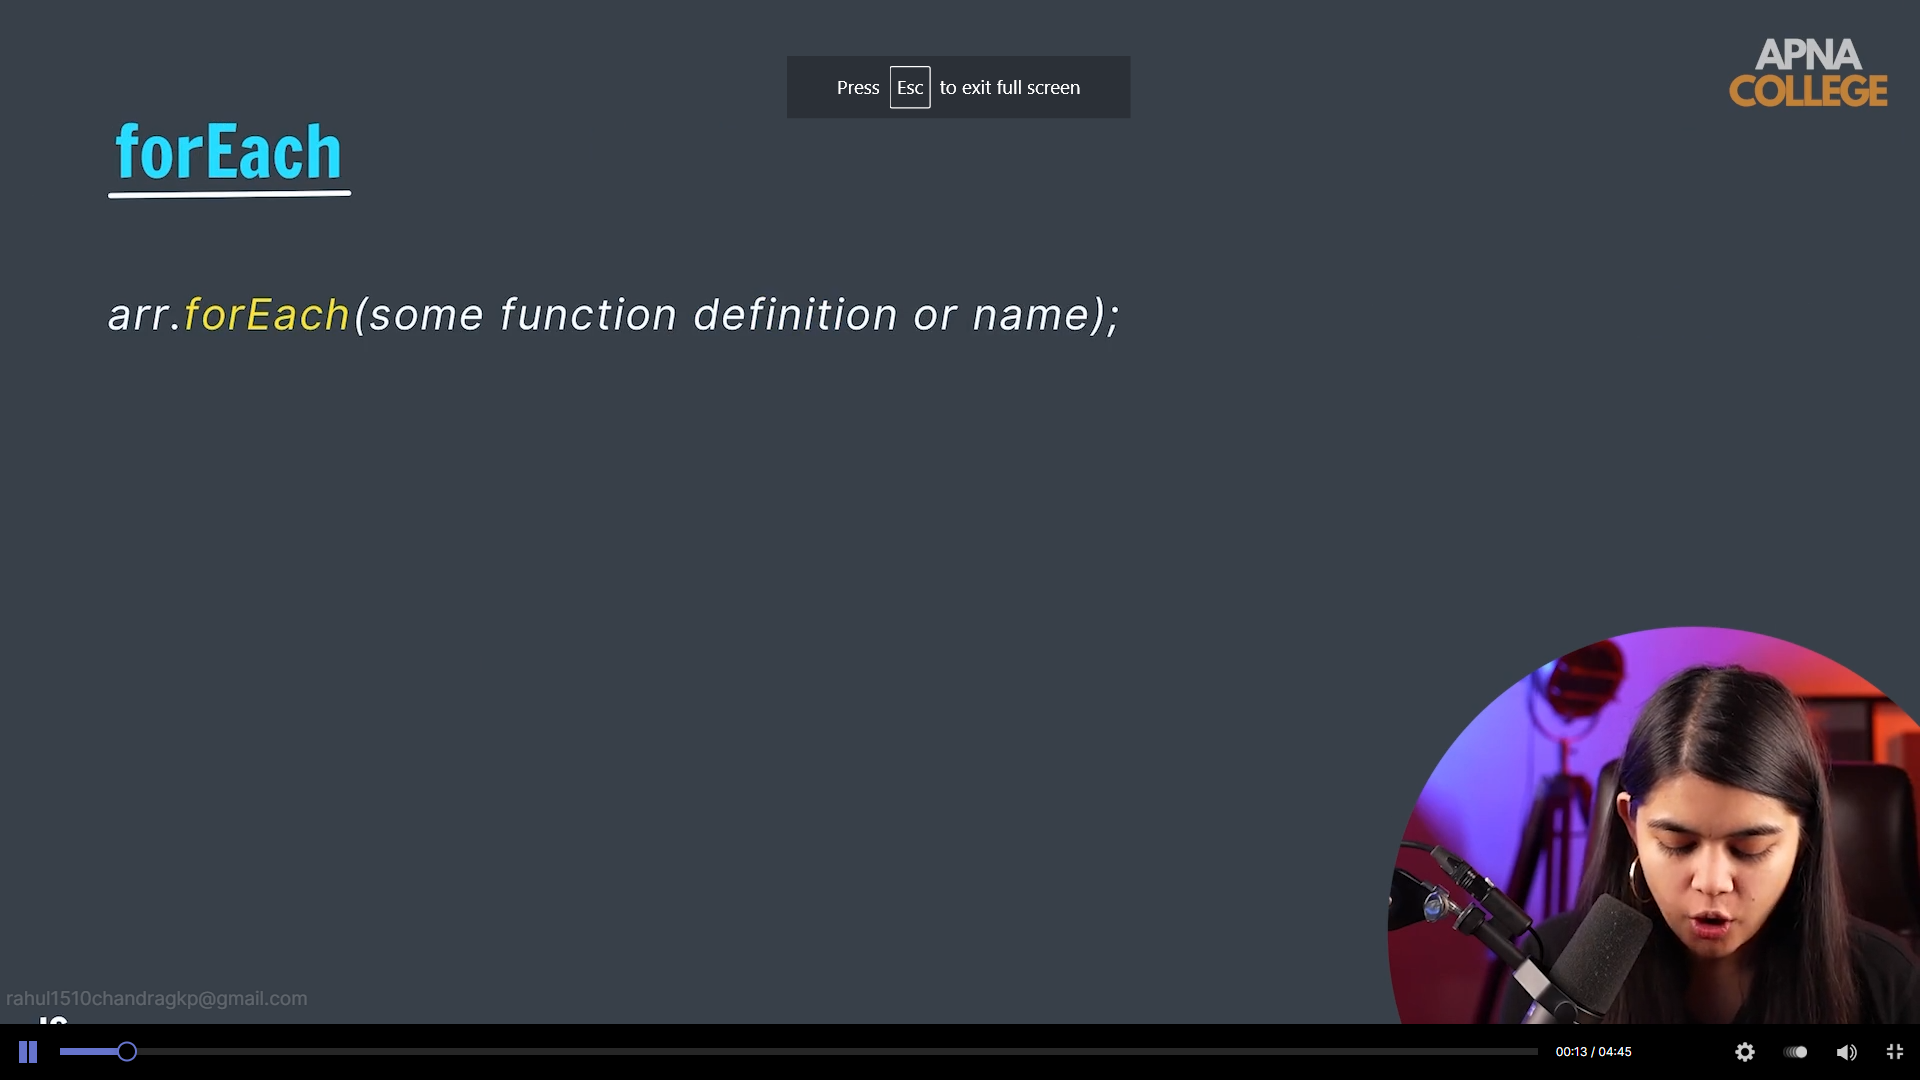 APNA
COLLEGE
Press Esc to exit full screen
forEach
arr.forEach(some function definition or name);
rahul1510chandragkp@gmail.com
00:13 / 04:45